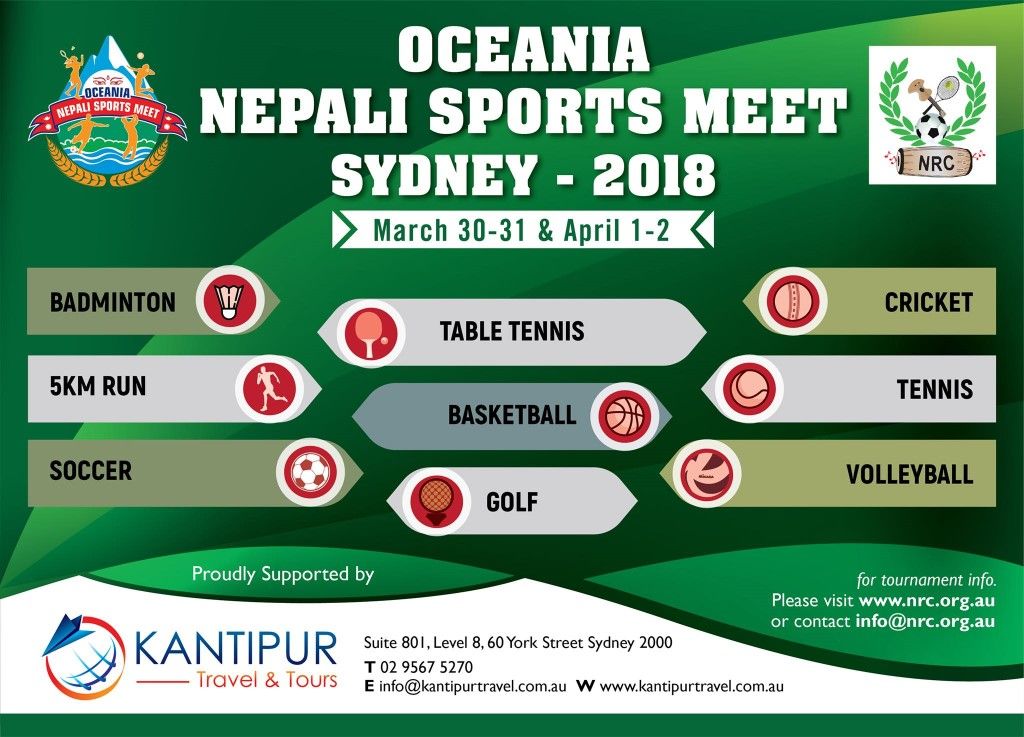 OCEANIA
NEPALI SPORTS MEET
SYDNEY - 2018
March 30-31 & April 1-2
OCEANIA
NEPALI SPORTS MEET
NRC
BADMINTON
TABLE TENNIS
CRICKET
5KM RUN
BASKETBALL
TENNIS
SOCCER
GOLF
VOLLEYBALL
Proudly Supported by
KANTIPUR
Travel & Tours
Suite 801, Level 8, 60 York Street Sydney 2000
T 02 9567 5270
E info@kantipurtravel.com.au W www.kantipurtravel.com.au
for tournament info.
Please visit www.nrc.org.au
or contact info@nrc.org.au